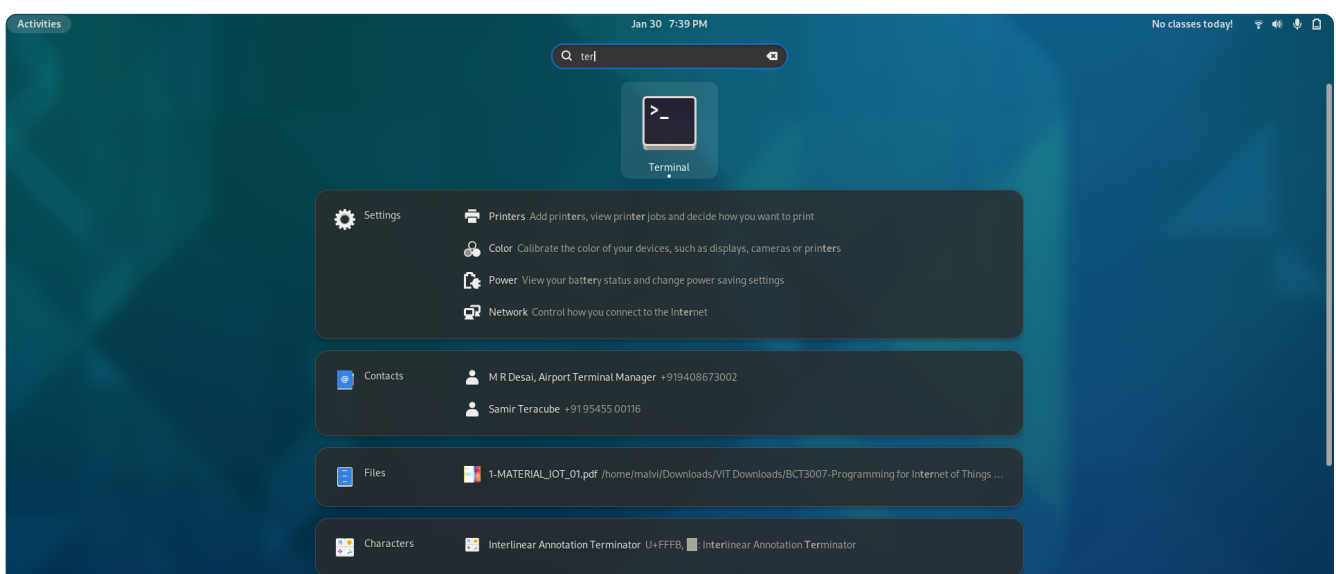 Activities
Jan 30 7:39 PM
No classes today!
ter
>_
Terminal
Settings
Printers Add printers, view printer jobs and decide how you want to print
Color Calibrate the color of your devices, such as displays, cameras or printers
Power View your battery status and change power saving settings
Network Control how you connect to the Internet
Contacts
M R Desai, Airport Terminal Manager +919408673002
Samir Teracube +91 95455 00116
Files
1-MATERIAL_IOT_01.pdf /home/malvi/Downloads/VIT Downloads/BCT3007-Programming for Internet of Things ...
Characters
Interlinear Annotation Terminator U+FFFB, : Interlinear Annotation Terminator